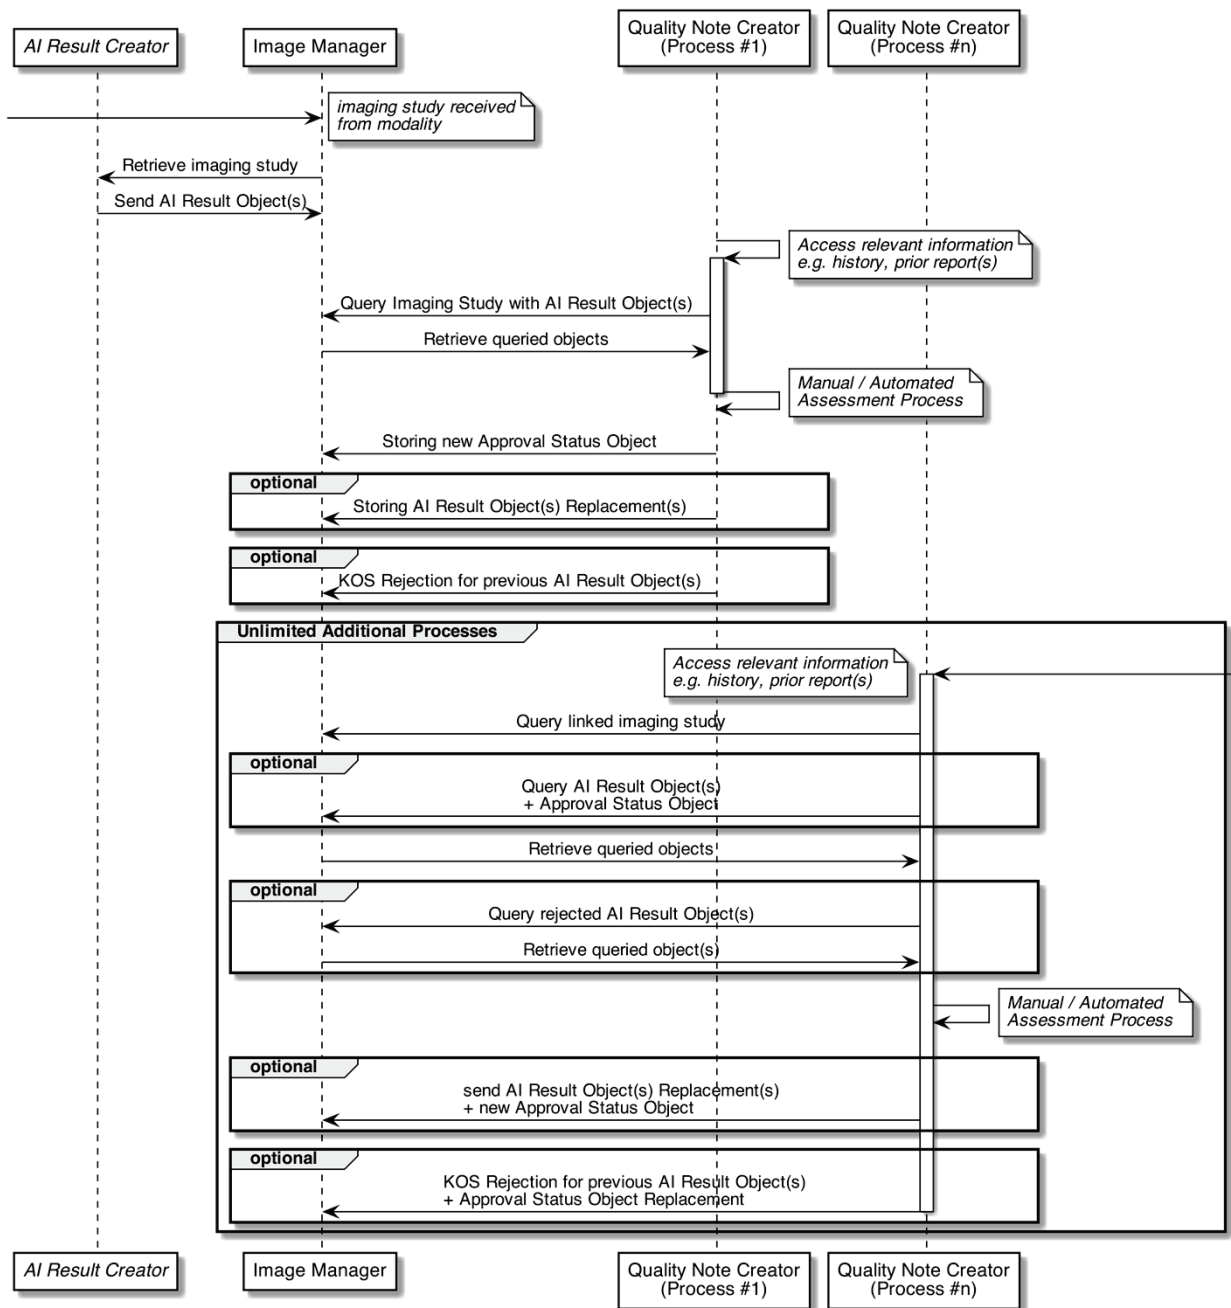 AI Result Creator
Image Manager
Quality Note Creator
(Process #1)
Quality Note Creator
(Process #n)
imaging study received
from modality
Retrieve imaging study
Send AI Result Object(s)
Access relevant information
e.g. history, prior report(s)
Query Imaging Study with AI Result Object(s)
Retrieve queried objects
Manual / Automated
Assessment Process
Storing new Approval Status Object
optional
Storing AI Result Object(s) Replacement(s)
optional
KOS Rejection for previous AI Result Object(s)
Unlimited Additional Processes
Access relevant information
e.g. history, prior report(s)
Query linked imaging study
optional
Query AI Result Object(s)
+ Approval Status Object
Retrieve queried objects
optional
Query rejected AI Result Object(s)
Retrieve queried object(s)
Manual / Automated
Assessment Process
optional
send AI Result Object(s) Replacement(s)
+ new Approval Status Object
optional
KOS Rejection for previous AI Result Object(s)
+ Approval Status Object Replacement
AI Result Creator
Image Manager
Quality Note Creator
(Process #1)
Quality Note Creator
(Process #n)